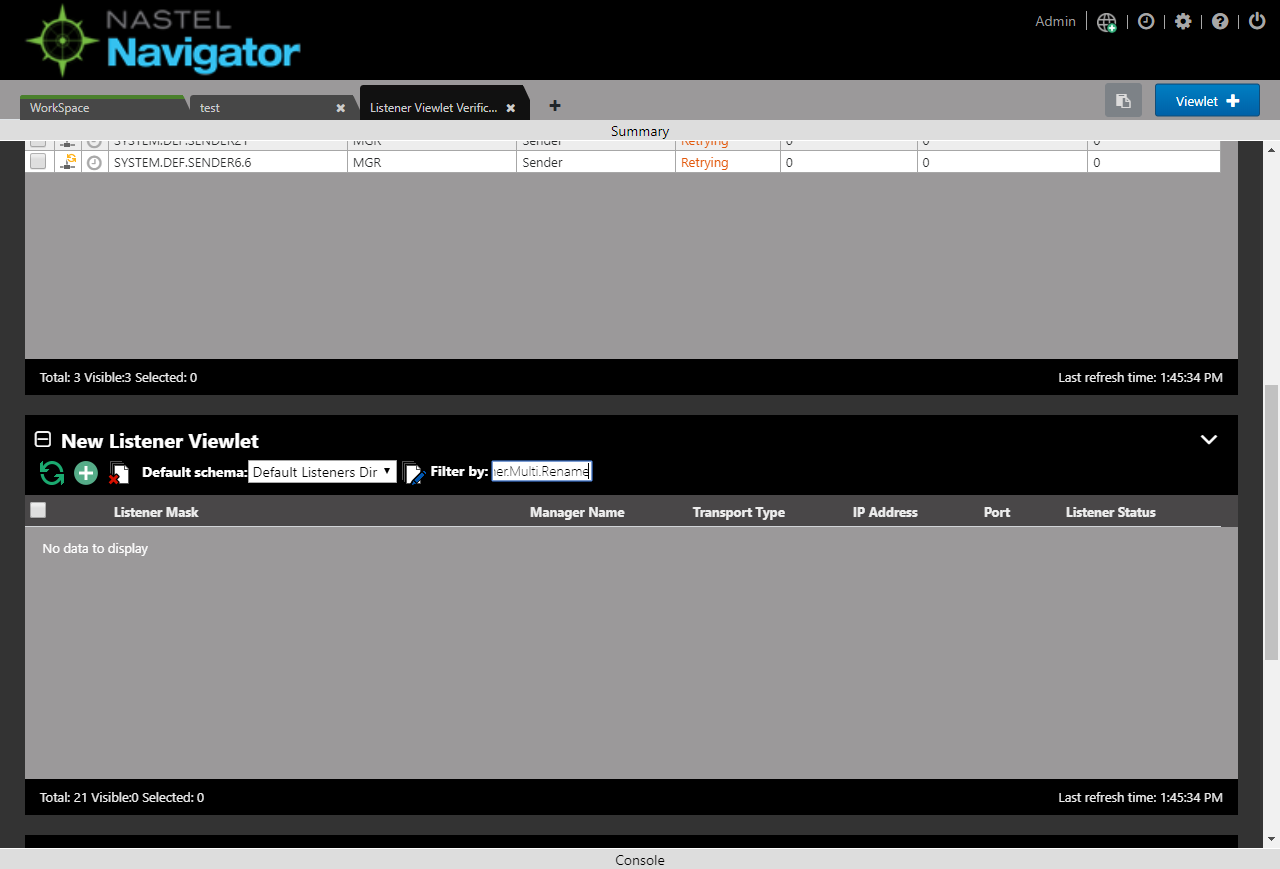 NASTEL
Navigator
Admin
WorkSpace
test
Listener Viewlet Verific...
Viewlet
Summary
SYSTEM.DEF.SENDER21 MGR Sender Retrying 0 0 0
SYSTEM.DEF.SENDER6.6 MGR Sender Retrying 0 0 0
Total: 3 Visible:3 Selected: 0
Last refresh time: 1:45:34 PM
New Listener Viewlet
Default schema: Default Listeners Dir Filter by: er.Multi.Rename
Listener Mask Manager Name Transport Type IP Address Port Listener Status
No data to display
Total: 21 Visible:0 Selected: 0
Last refresh time: 1:45:34 PM
Console